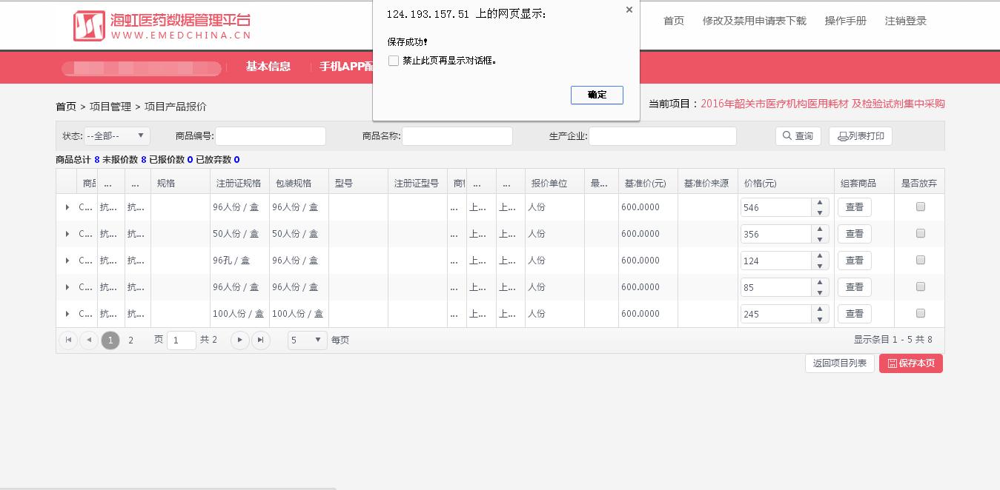 124.193.157.51 上的网页显示:
×
保存成功!
禁止此页再显示对话框。
确定
海虹医药数据管理平台
WWW.EMEDCHINA.CN
首页 修改及禁用申请表下载 操作手册 注销登录
基本信息 手机APP配
首页 > 项目管理 > 项目产品报价
当前项目：2016年韶关市医疗机构医用耗材 及检验试剂集中采购
状态: --全部-- 商品编号: 商品名称: 生产企业: 查询 列表打印
商品总计 8 未报价数 8 已报价数 0 已放弃数 0
商品 ... ... 规格 注册证规格 包装规格 型号 注册证型号 ... ... 报价单位 最... 基准价(元) 基准价来源 价格(元) 组套商品 是否放弃
C... 抗... 抗... 96人份 / 盒 96人份 / 盒 ... 上... 上... 人份 600.0000 546 查看
C... 抗... 抗... 50人份 / 盒 50人份 / 盒 ... 上... 上... 人份 600.0000 356 查看
C... 抗... 抗... 96孔 / 盒 96人份 / 盒 ... 上... 上... 人份 600.0000 124 查看
C... 抗... 抗... 96人份 / 盒 96人份 / 盒 ... 上... 上... 人份 600.0000 85 查看
C... 抗... 抗... 100人份 / 盒 100人份 / 盒 ... 上... 上... 人份 600.0000 245 查看
1 2 页 1 共 2 5 每页 显示条目 1 - 5 共 8
返回项目列表 保存本页